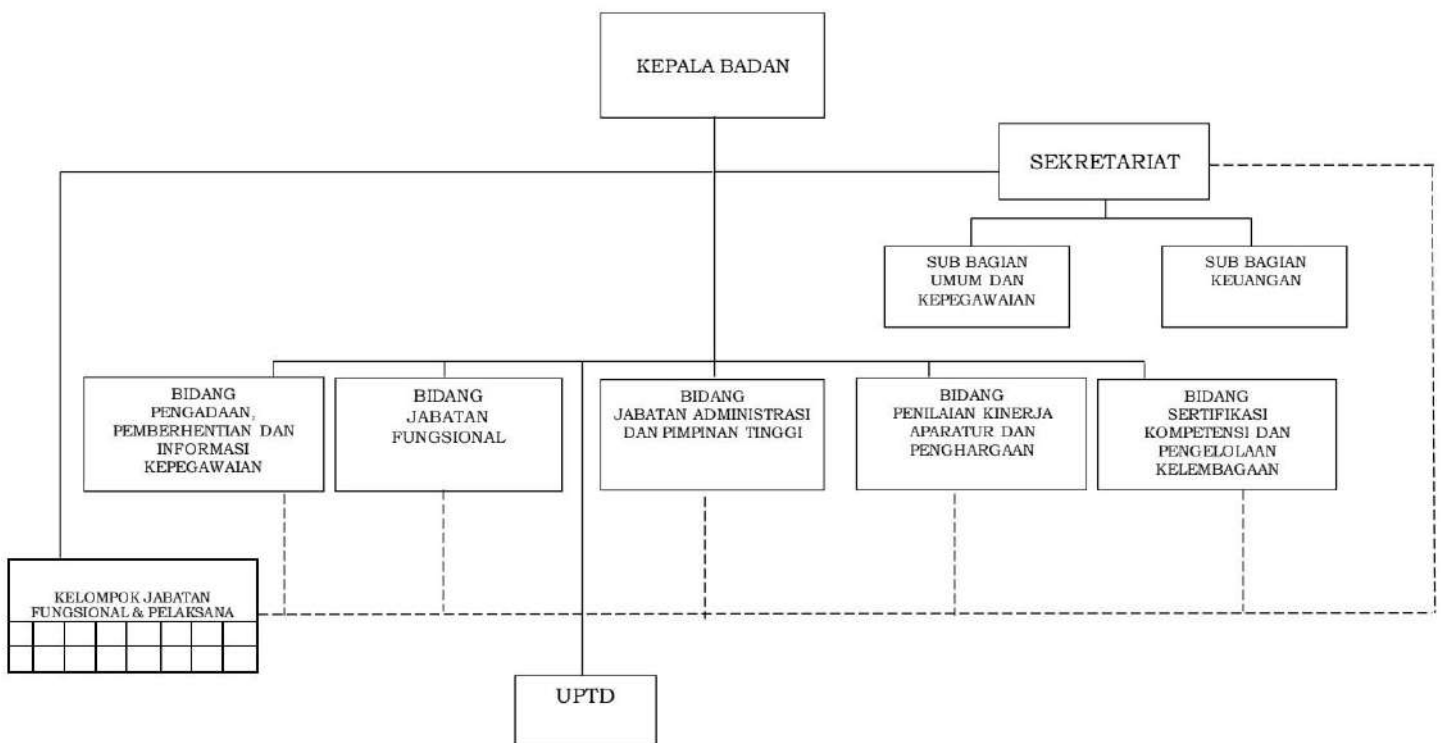 KEPALA BADAN
SEKRETARIAT
SUB BAGIAN
UMUM DAN
KEPEGAWAIAN
SUB BAGIAN
KEUANGAN
BIDANG
PENGADAAN,
PEMBERHENTIAN DAN
INFORMASI
KEPEGAWAIAN
BIDANG
JABATAN
FUNGSIONAL
BIDANG
JABATAN ADMINISTRASI
DAN PIMPINAN TINGGI
BIDANG
PENILAIAN KINERJA
APARATUR DAN
PENGHARGAAN
BIDANG
SERTIFIKASI
KOMPETENSI DAN
PENGELOLAAN
KELEMBAGAAN
KELOMPOK JABATAN
FUNGSIONAL & PELAKSANA
UPTD